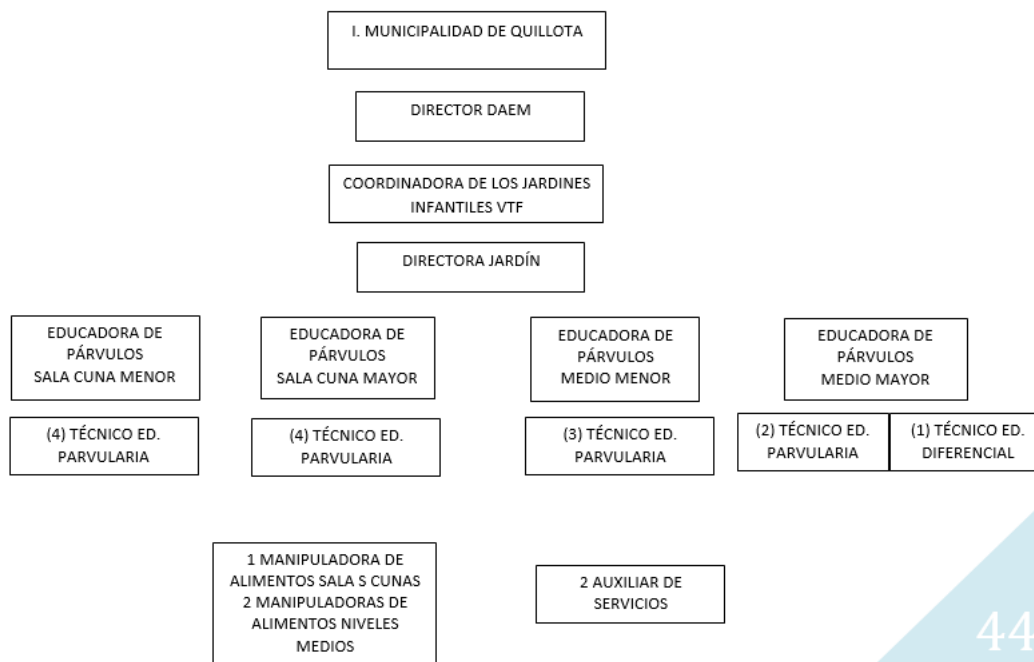 I. MUNICIPALIDAD DE QUILLOTA
DIRECTOR DAEM
COORDINADORA DE LOS JARDINES
INFANTILES VTF
DIRECTORA JARDÍN
EDUCADORA DE
PÁRVULOS
SALA CUNA MENOR
EDUCADORA DE
PÁRVULOS
SALA CUNA MAYOR
EDUCADORA DE
PÁRVULOS
MEDIO MENOR
EDUCADORA DE
PÁRVULOS
MEDIO MAYOR
(4) TÉCNICO ED.
PARVULARIA
(4) TÉCNICO ED.
PARVULARIA
(3) TÉCNICO ED.
PARVULARIA
(2) TÉCNICO ED.
PARVULARIA
(1) TÉCNICO ED.
DIFERENCIAL
1 MANIPULADORA DE
ALIMENTOS SALA S CUNAS
2 MANIPULADORAS DE
ALIMENTOS NIVELES
MEDIOS
2 AUXILIAR DE
SERVICIOS
44